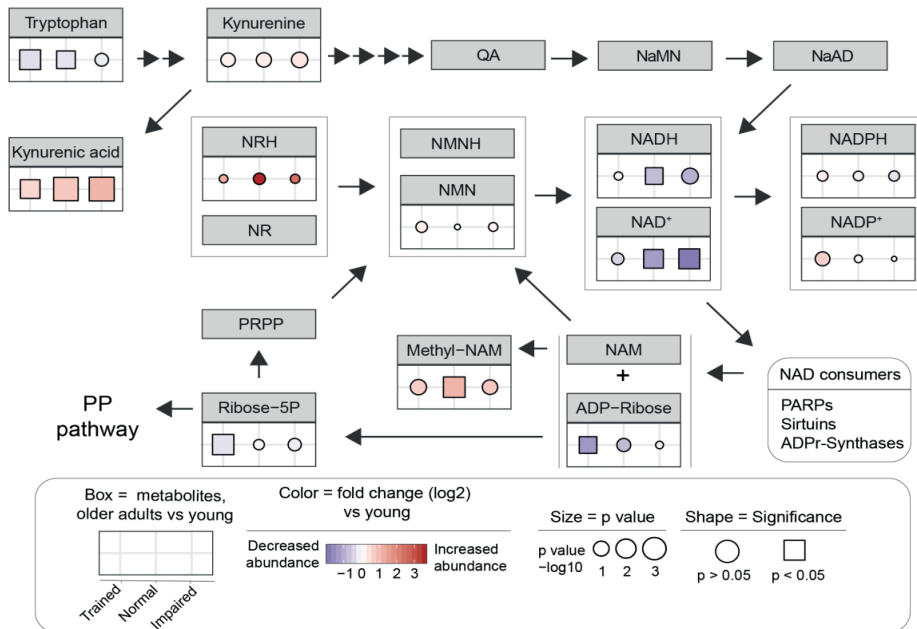 Tryptophan
Kynurenine
QA
NaMN
NaAD
Kynurenic acid
NRH
NR
NMNH
NMN
NADH
NAD⁺
NADPH
NADP⁺
PRPP
Methyl−NAM
NAM
+
ADP−Ribose
NAD consumers
PARPs
Sirtuins
ADPr−Synthases
PP
pathway
Ribose−5P
Box = metabolites,
older adults vs young
Trained
Normal
Impaired
Color = fold change (log2)
vs young
Decreased
abundance
−1 0 1 2 3
Increased
abundance
Size = p value
p value
−log10
1 2 3
Shape = Significance
p > 0.05
p < 0.05